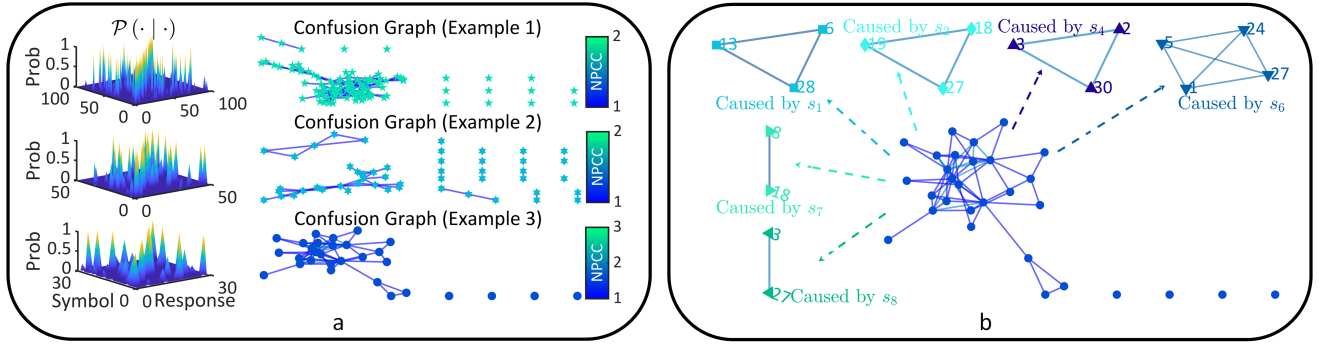 𝒫(· | ·)
Confusion Graph (Example 1)
Prob
1
0.5
0
100
50
0
0
50
100
2
NPCC
1
Confusion Graph (Example 2)
Prob
1
0.5
0
50
0
0
50
2
NPCC
1
Confusion Graph (Example 3)
Prob
1
0.5
0
30
Symbol 0
0 Response
30
3
NPCC
2
1
a
13
6
28
Caused by s₁
Caused by s₂
19
18
27
Caused by s₄
3
2
30
5
24
27
1
Caused by s₆
8
18
Caused by s₇
3
27
Caused by s₈
b